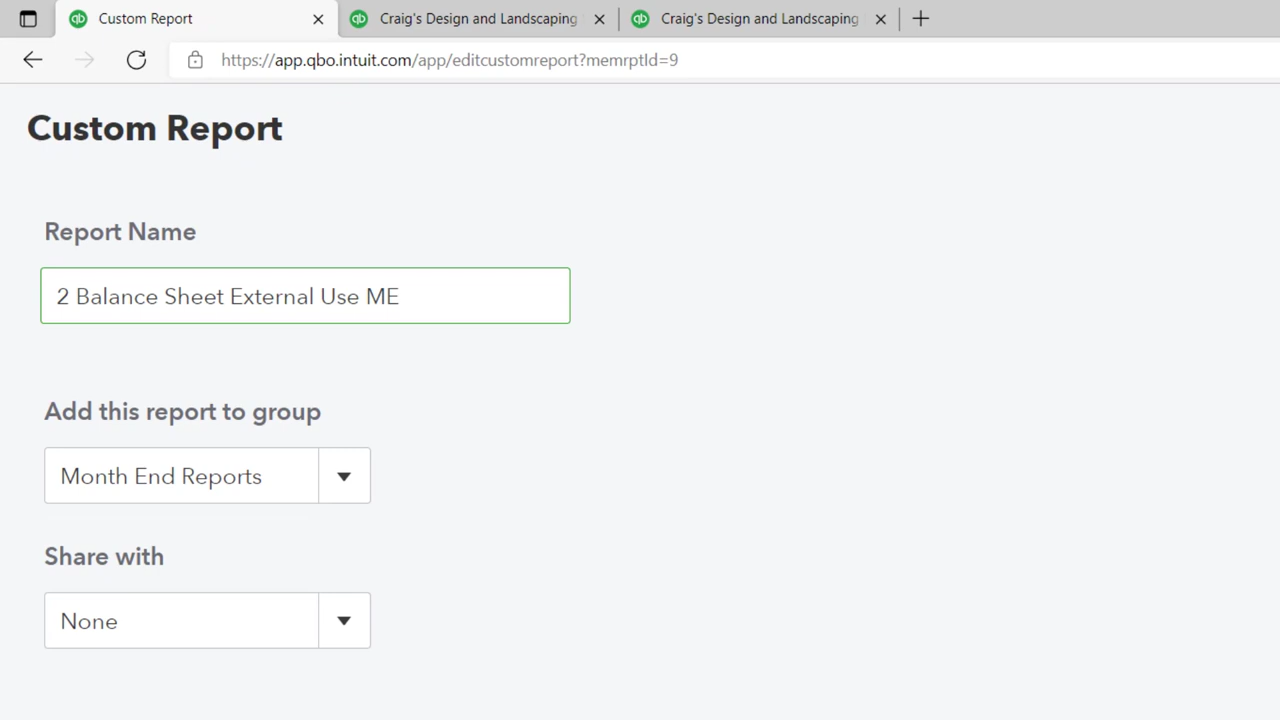 Custom Report
Craig's Design and Landscaping
Craig's Design and Landscaping
https://app.qbo.intuit.com/app/editcustomreport?memrptId=9
Custom Report
Report Name
2 Balance Sheet External Use ME
Add this report to group
Month End Reports
Share with
None